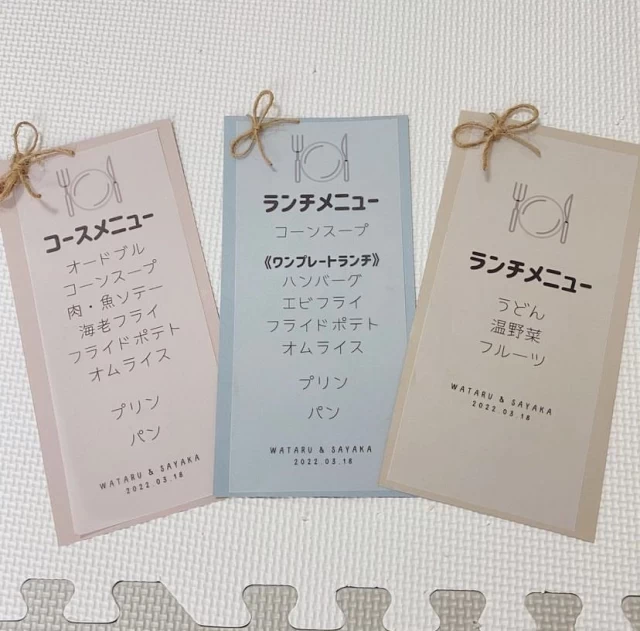 コースメニュー
オードブル
コーンスープ
肉・魚ソテー
海老フライ
フライドポテト
オムライス
プリン
パン
WATARU & SAYAKA
2022.03.18
ランチメニュー
コーンスープ
《ワンプレートランチ》
ハンバーグ
エビフライ
フライドポテト
オムライス
プリン
パン
WATARU & SAYAKA
2022.03.18
ランチメニュー
うどん
温野菜
フルーツ
WATARU & SAYAKA
2022.03.18